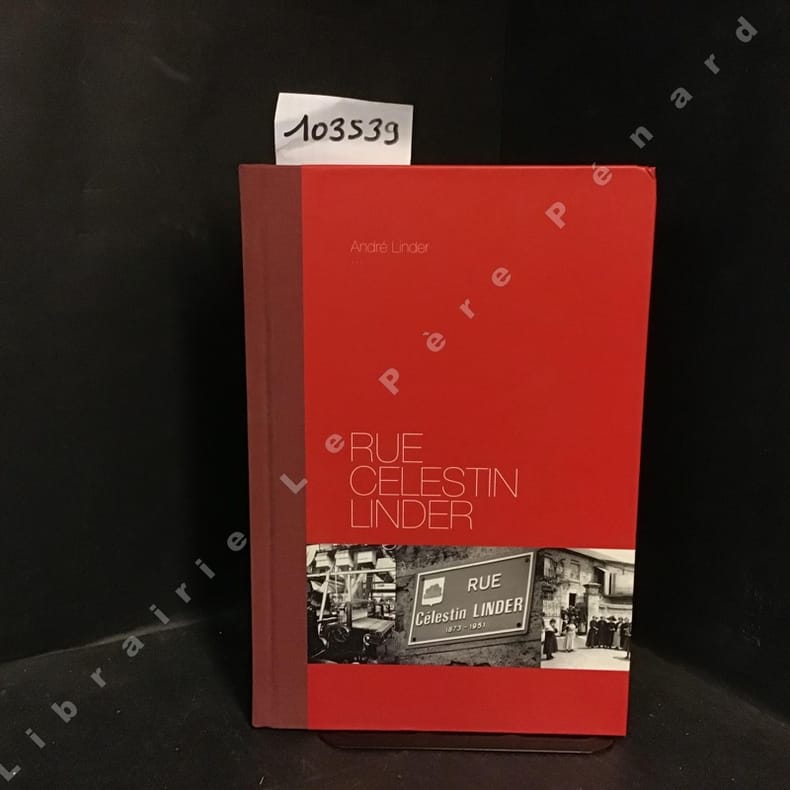 103539
André Linder
RUE
CELESTIN
LINDER
RUE
Célestin LINDER
1873-1951
Librairie Le Père Pénard